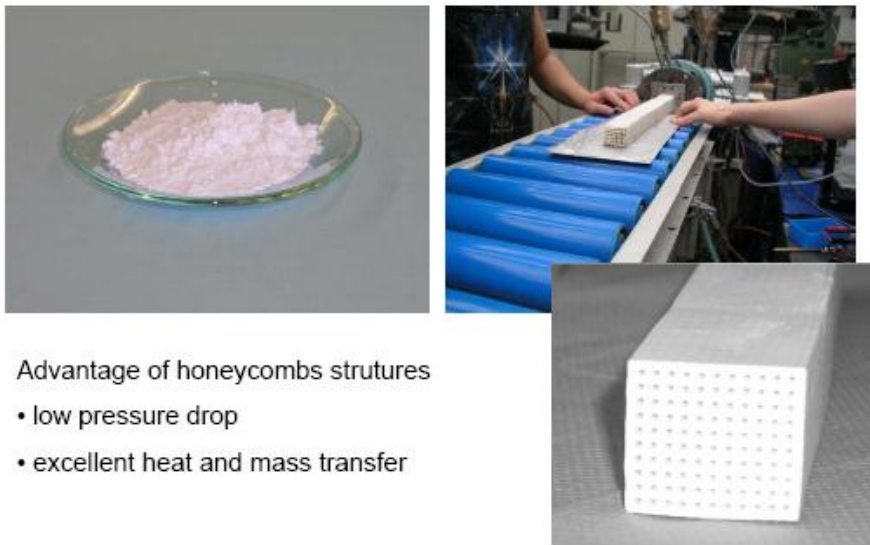 Advantage of honeycombs strutures
• low pressure drop
• excellent heat and mass transfer